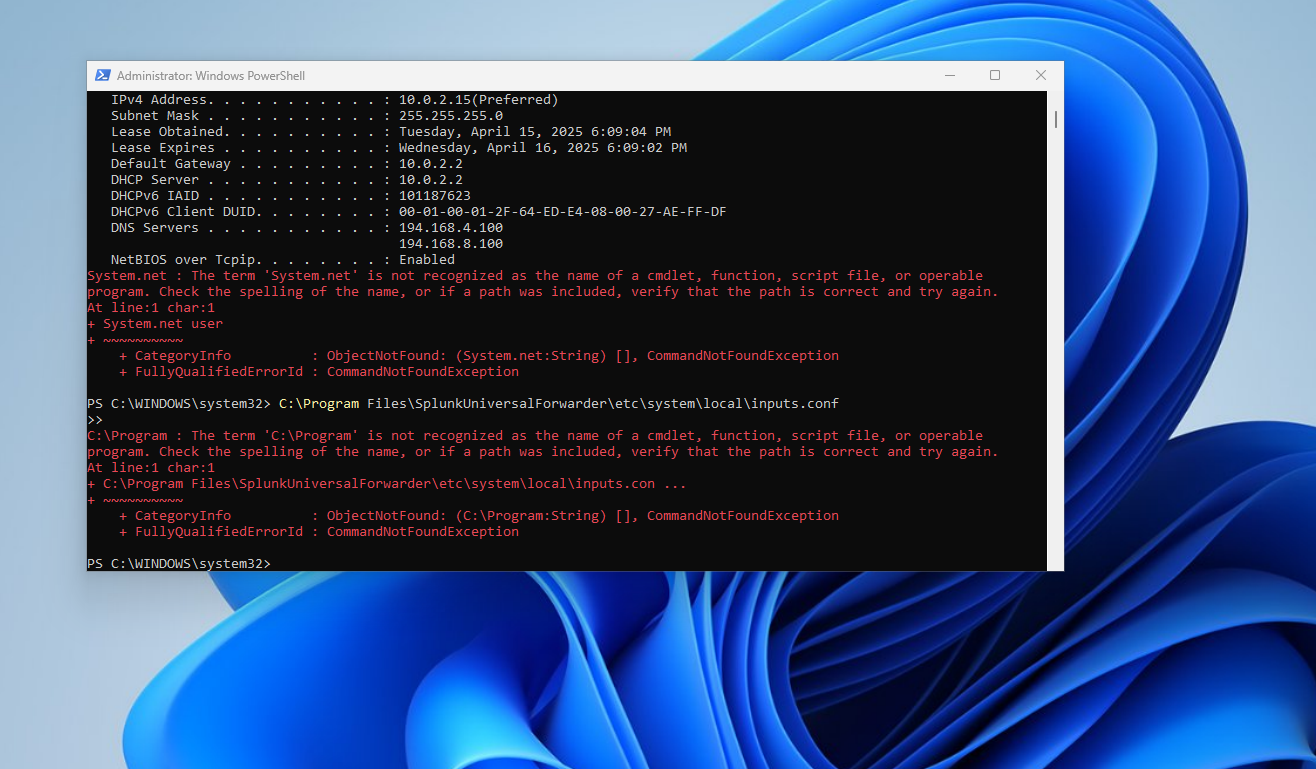 Administrator: Windows PowerShell
   IPv4 Address. . . . . . . . . . . : 10.0.2.15(Preferred)
   Subnet Mask . . . . . . . . . . . : 255.255.255.0
   Lease Obtained. . . . . . . . . . : Tuesday, April 15, 2025 6:09:04 PM
   Lease Expires . . . . . . . . . . : Wednesday, April 16, 2025 6:09:02 PM
   Default Gateway . . . . . . . . . : 10.0.2.2
   DHCP Server . . . . . . . . . . . : 10.0.2.2
   DHCPv6 IAID . . . . . . . . . . . : 101187623
   DHCPv6 Client DUID. . . . . . . . : 00-01-00-01-2F-64-ED-E4-08-00-27-AE-FF-DF
   DNS Servers . . . . . . . . . . . : 194.168.4.100
                                       194.168.8.100
   NetBIOS over Tcpip. . . . . . . . : Enabled
System.net : The term 'System.net' is not recognized as the name of a cmdlet, function, script file, or operable
program. Check the spelling of the name, or if a path was included, verify that the path is correct and try again.
At line:1 char:1
+ System.net user
+ ~~~~~~~~~~
    + CategoryInfo          : ObjectNotFound: (System.net:String) [], CommandNotFoundException
    + FullyQualifiedErrorId : CommandNotFoundException

PS C:\WINDOWS\system32> C:\Program Files\SplunkUniversalForwarder\etc\system\local\inputs.conf
>>
C:\Program : The term 'C:\Program' is not recognized as the name of a cmdlet, function, script file, or operable
program. Check the spelling of the name, or if a path was included, verify that the path is correct and try again.
At line:1 char:1
+ C:\Program Files\SplunkUniversalForwarder\etc\system\local\inputs.con ...
+ ~~~~~~~~~~
    + CategoryInfo          : ObjectNotFound: (C:\Program:String) [], CommandNotFoundException
    + FullyQualifiedErrorId : CommandNotFoundException

PS C:\WINDOWS\system32>